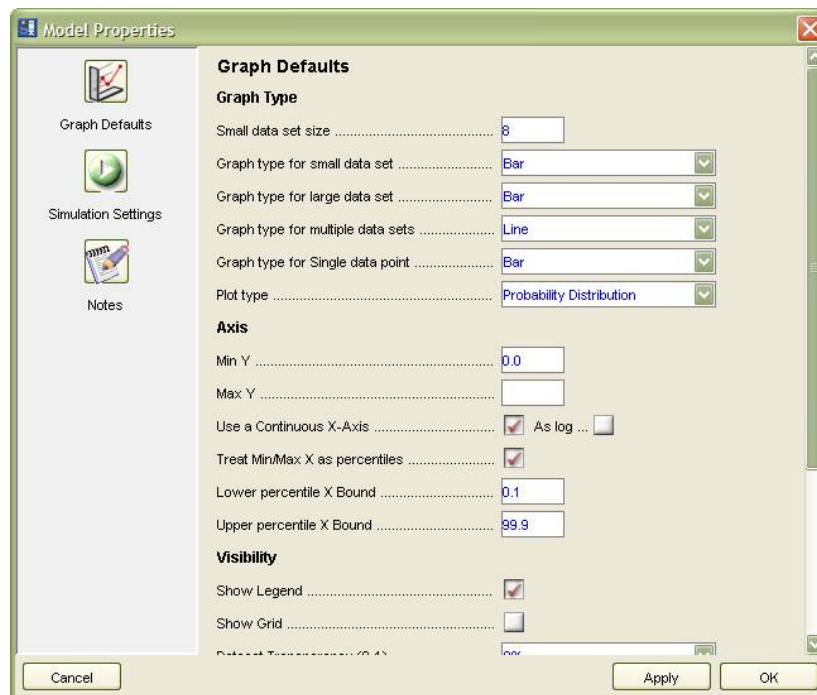 Model Properties
Graph Defaults
Simulation Settings
Notes
Graph Defaults
Graph Type
Small data set size ........................................ 8
Graph type for small data set ........................ Bar
Graph type for large data set ........................ Bar
Graph type for multiple data sets .................. Line
Graph type for Single data point .................... Bar
Plot type ........................................................ Probability Distribution
Axis
Min Y ............................................................ 0.0
Max Y ............................................................
Use a Continuous X-Axis .............................. As log ...
Treat Min/Max X as percentiles ......................
Lower percentile X Bound .............................. 0.1
Upper percentile X Bound .............................. 99.9
Visibility
Show Legend ................................................
Show Grid ....................................................
Cancel
Apply
OK